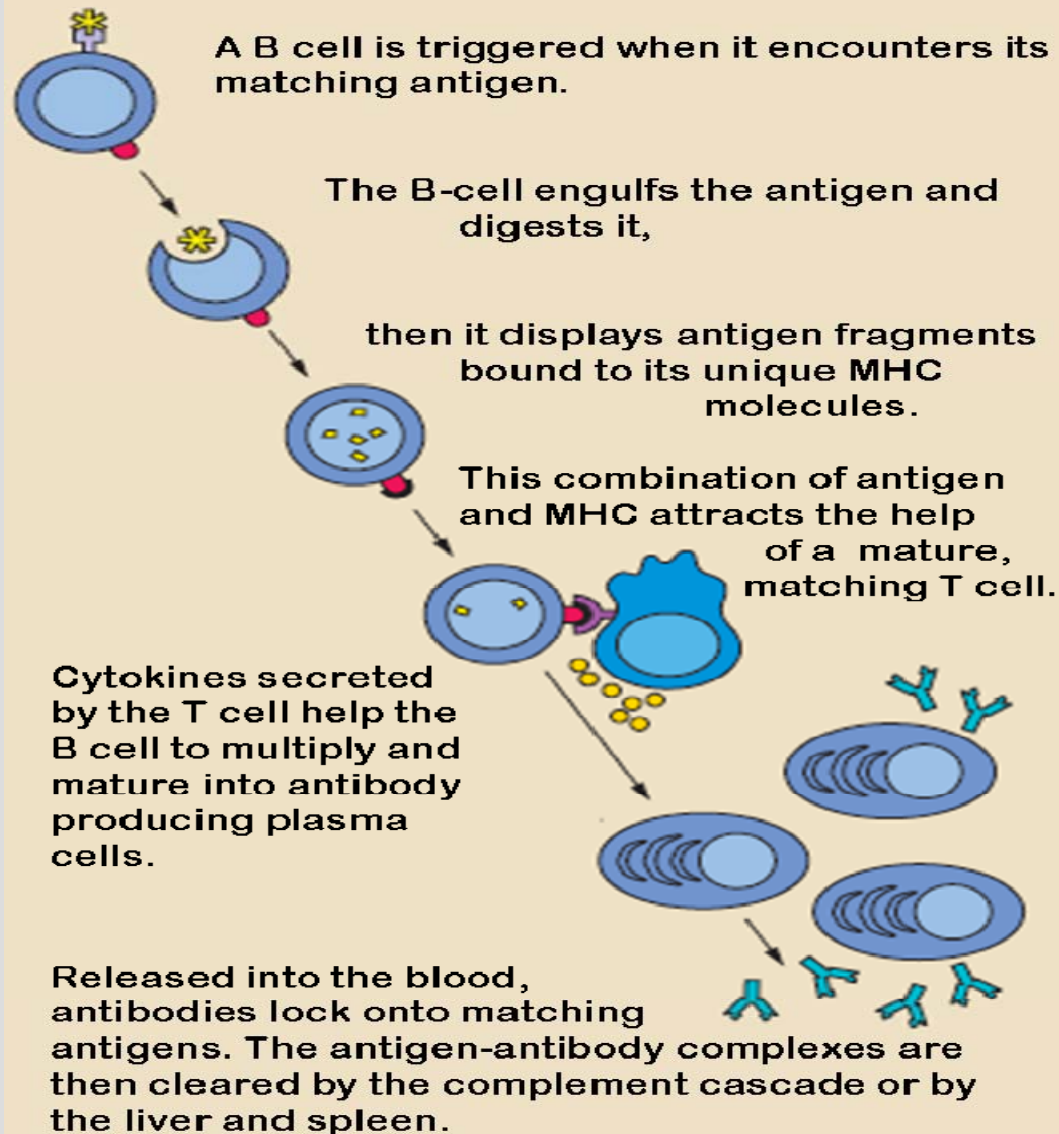 A B cell is triggered when it encounters its
matching antigen.
The B-cell engulfs the antigen and
digests it,
then it displays antigen fragments
bound to its unique MHC
molecules.
This combination of antigen
and MHC attracts the help
of a mature,
matching T cell.
Cytokines secreted
by the T cell help the
B cell to multiply and
mature into antibody
producing plasma
cells.
Released into the blood,
antibodies lock onto matching
antigens. The antigen-antibody complexes are
then cleared by the complement cascade or by
the liver and spleen.